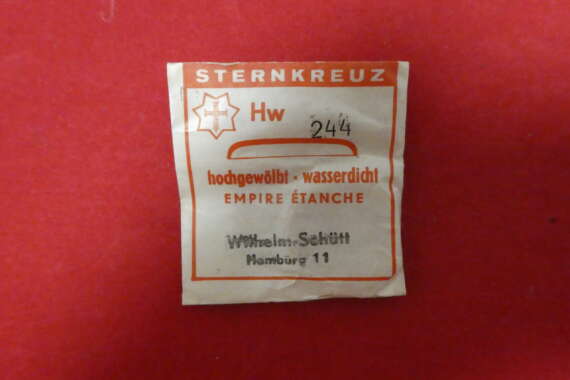 STERNKREUZ
Hw 244
hochgewölbt · wasserdicht
EMPIRE ÉTANCHE
Wilhelm Schütt
Hamburg 11